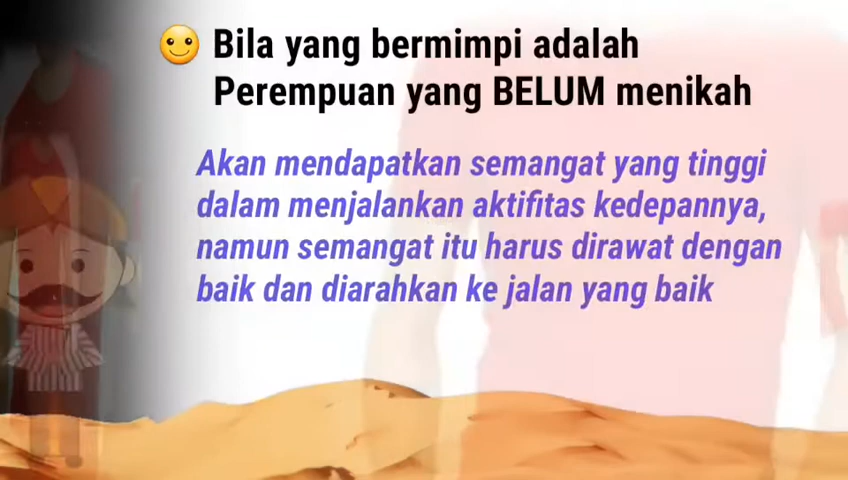 Bila yang bermimpi adalah
Perempuan yang BELUM menikah
Akan mendapatkan semangat yang tinggi
dalam menjalankan aktifitas kedepannya,
namun semangat itu harus dirawat dengan
baik dan diarahkan ke jalan yang baik